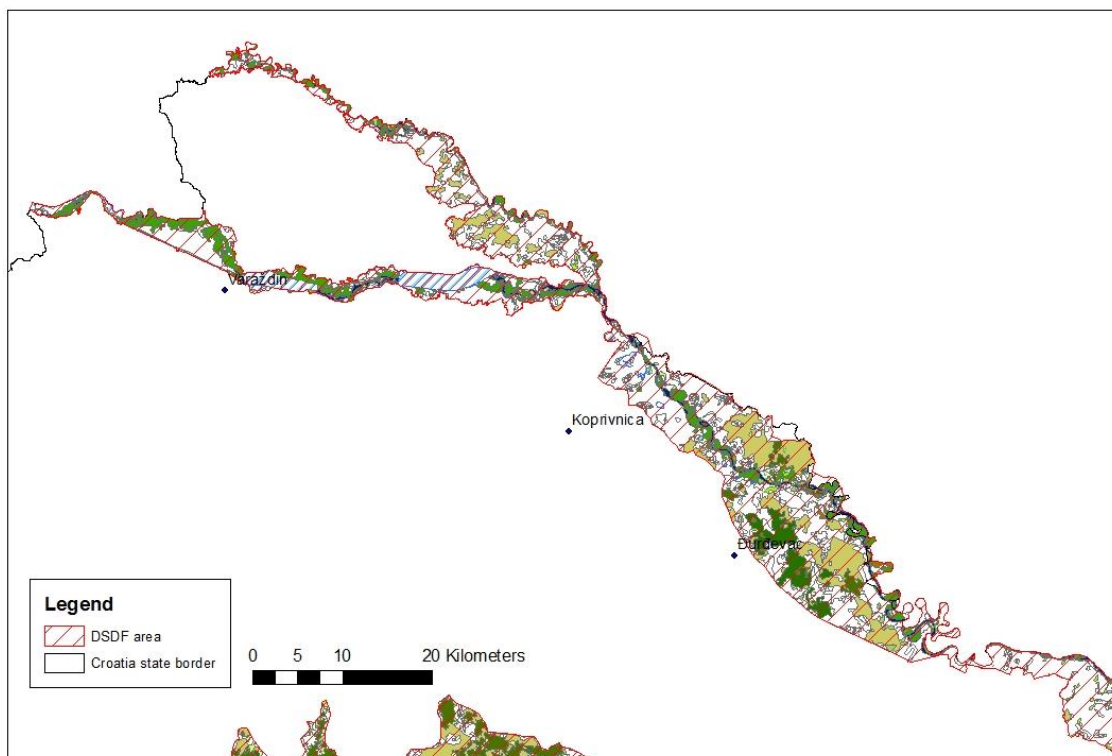 Varaždin
Koprivnica
Đurđevac
Legend
DSDF area
Croatia state border
0 5 10 20 Kilometers